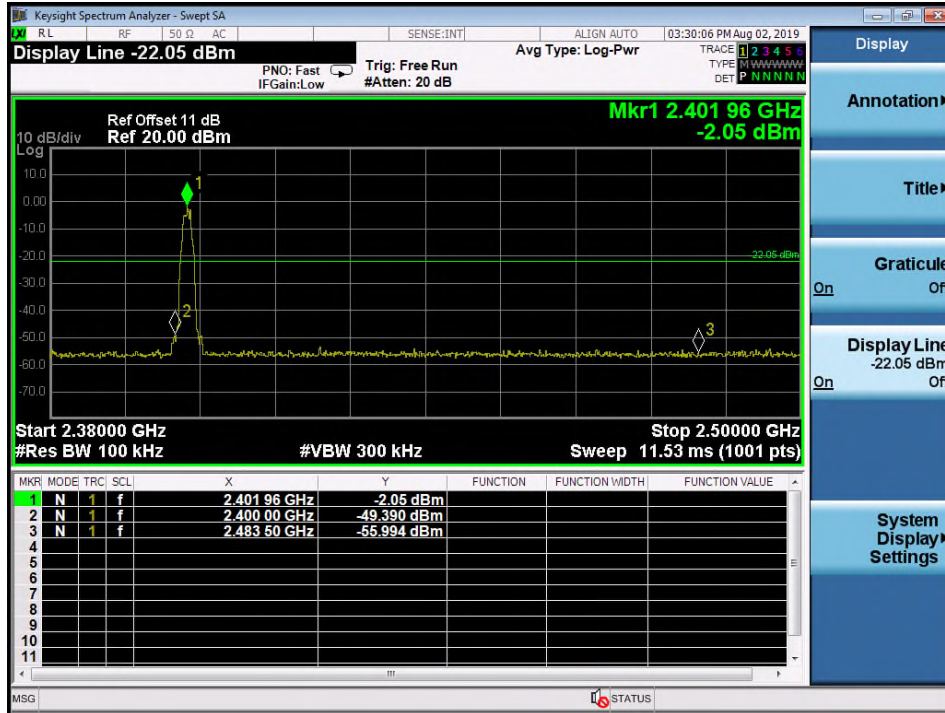 Keysight Spectrum Analyzer - Swept SA
LXI RL RF 50 Ω AC SENSE:INT ALIGN AUTO 03:30:06 PM Aug 02, 2019
Display Line -22.05 dBm
Avg Type: Log-Pwr
TRACE 1 2 3 4 5 6
PNO: Fast Trig: Free Run
TYPE M W W W W W
IFGain:Low #Atten: 20 dB
DET P N N N N N
Mkr1 2.401 96 GHz
-2.05 dBm
Ref Offset 11 dB
10 dB/div Ref 20.00 dBm
Log
10.0
0.00
-10.0
-20.0
-30.0
-40.0
-50.0
-60.0
-70.0
1
-22.05 dBm
2
3
Start 2.38000 GHz Stop 2.50000 GHz
#Res BW 100 kHz #VBW 300 kHz Sweep 11.53 ms (1001 pts)
MKR MODE TRC SCL X Y FUNCTION FUNCTION WIDTH FUNCTION VALUE
1 N 1 f 2.401 96 GHz -2.05 dBm
2 N 1 f 2.400 00 GHz -49.390 dBm
3 N 1 f 2.483 50 GHz -55.994 dBm
4
5
6
7
8
9
10
11
MSG STATUS
Display
Annotation
Title
Graticule
On Of
Display Line
-22.05 dBm
On Of
System
Display
Settings